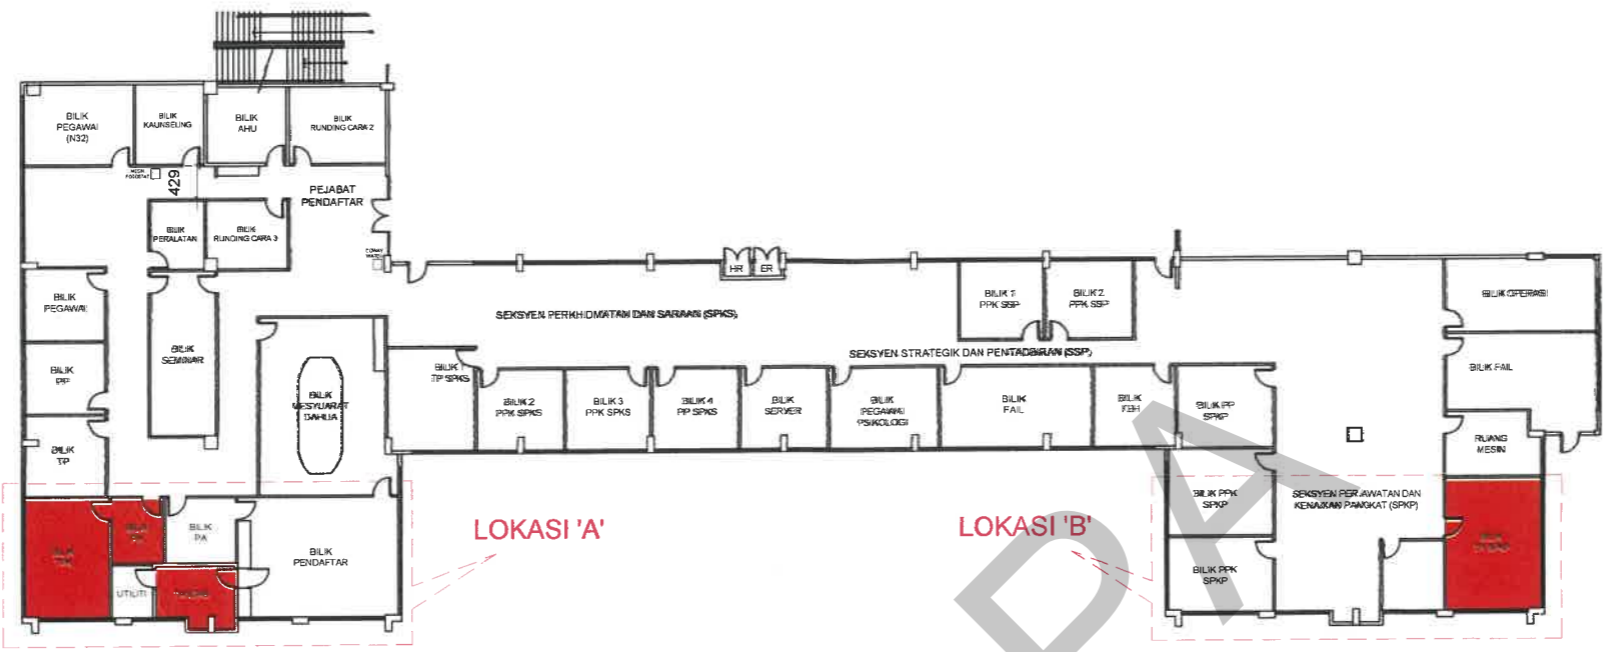 BILIK
PEGAWAI
(N32)
BILIK
KAUNSELING
BILIK
AHU
BILIK
RUNDING CARA 2
MESIN
FOTOSTAT
429
PEJABAT
PENDAFTAR
BILIK
PERALATAN
BILIK
RUNDING CARA 3
HR
ER
BILIK
PEGAWAI
BILIK
SEMINAR
BILIK
PP
BILIK
TP
BILIK
MESYUARAT
DAHLIA
SEKSYEN PERKHIDMATAN DAN SARAAN (SPKS)
BILIK 1
PPK SSP
BILIK 2
PPK SSP
SEKSYEN STRATEGIK DAN PENTADBIRAN (SSP)
BILIK 1
TP SPKS
BILIK 2
PPK SPKS
BILIK 3
PPK SPKS
BILIK 4
PP SPKS
BILIK
SERVER
BILIK
PEGAWAI
PSIKOLOGI
BILIK
FAIL
BILIK
BILIK PP
SPKP
BILIK OPERASI
BILIK FAIL
RUANG
MESIN
BILIK PPK
SPKP
SEKSYEN PERJAWATAN DAN
KENAIKAN PANGKAT (SPKP)
BILIK PPK
SPKP
LOKASI 'A'
LOKASI 'B'
BILIK
PA
BILIK
PENDAFTAR
UTILITI
BILIK
DA